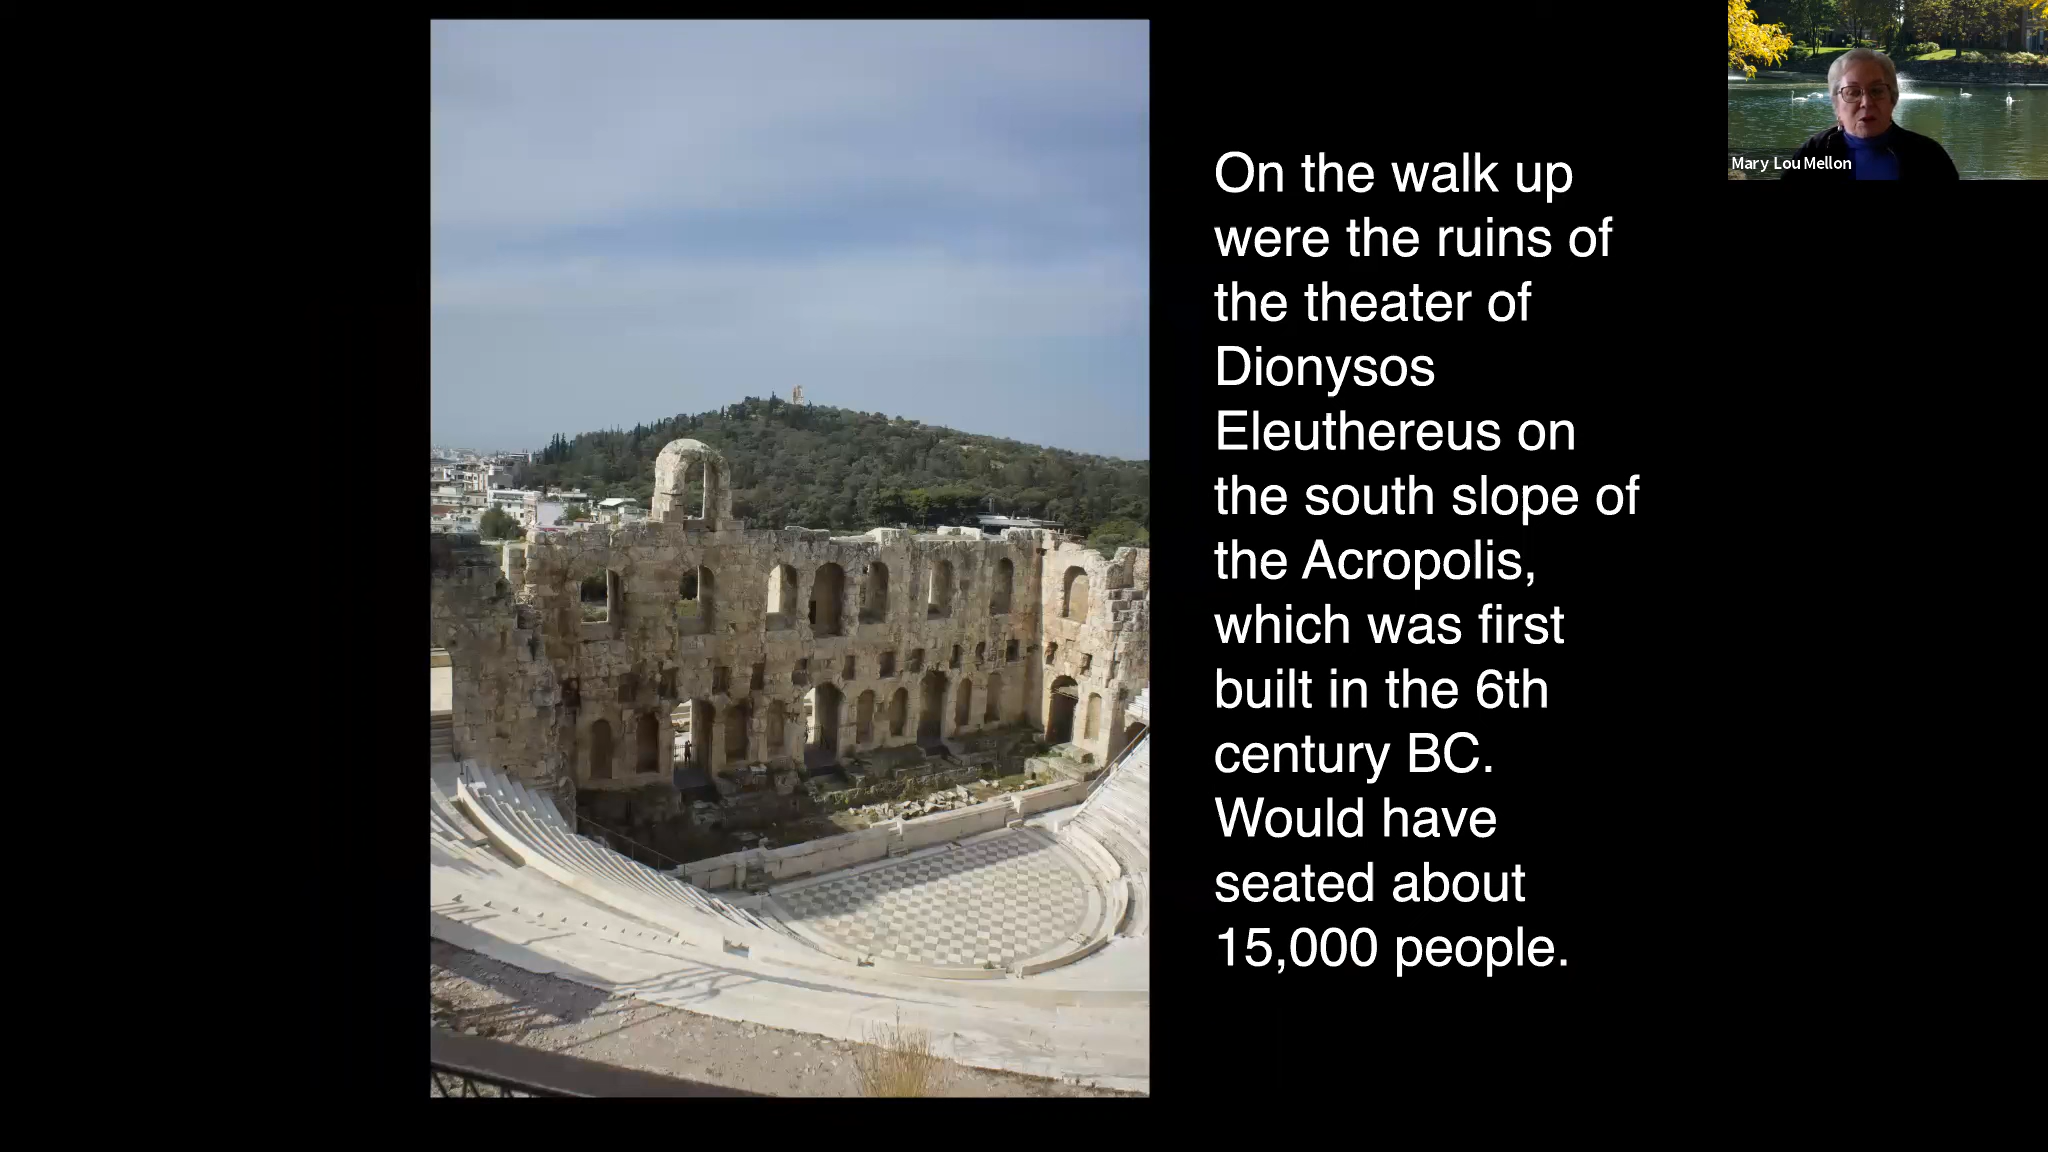 On the walk up
were the ruins of
the theater of
Dionysos
Eleuthereus on
the south slope of
the Acropolis,
which was first
built in the 6th
century BC.
Would have
seated about
15,000 people.
Mary Lou Mellon